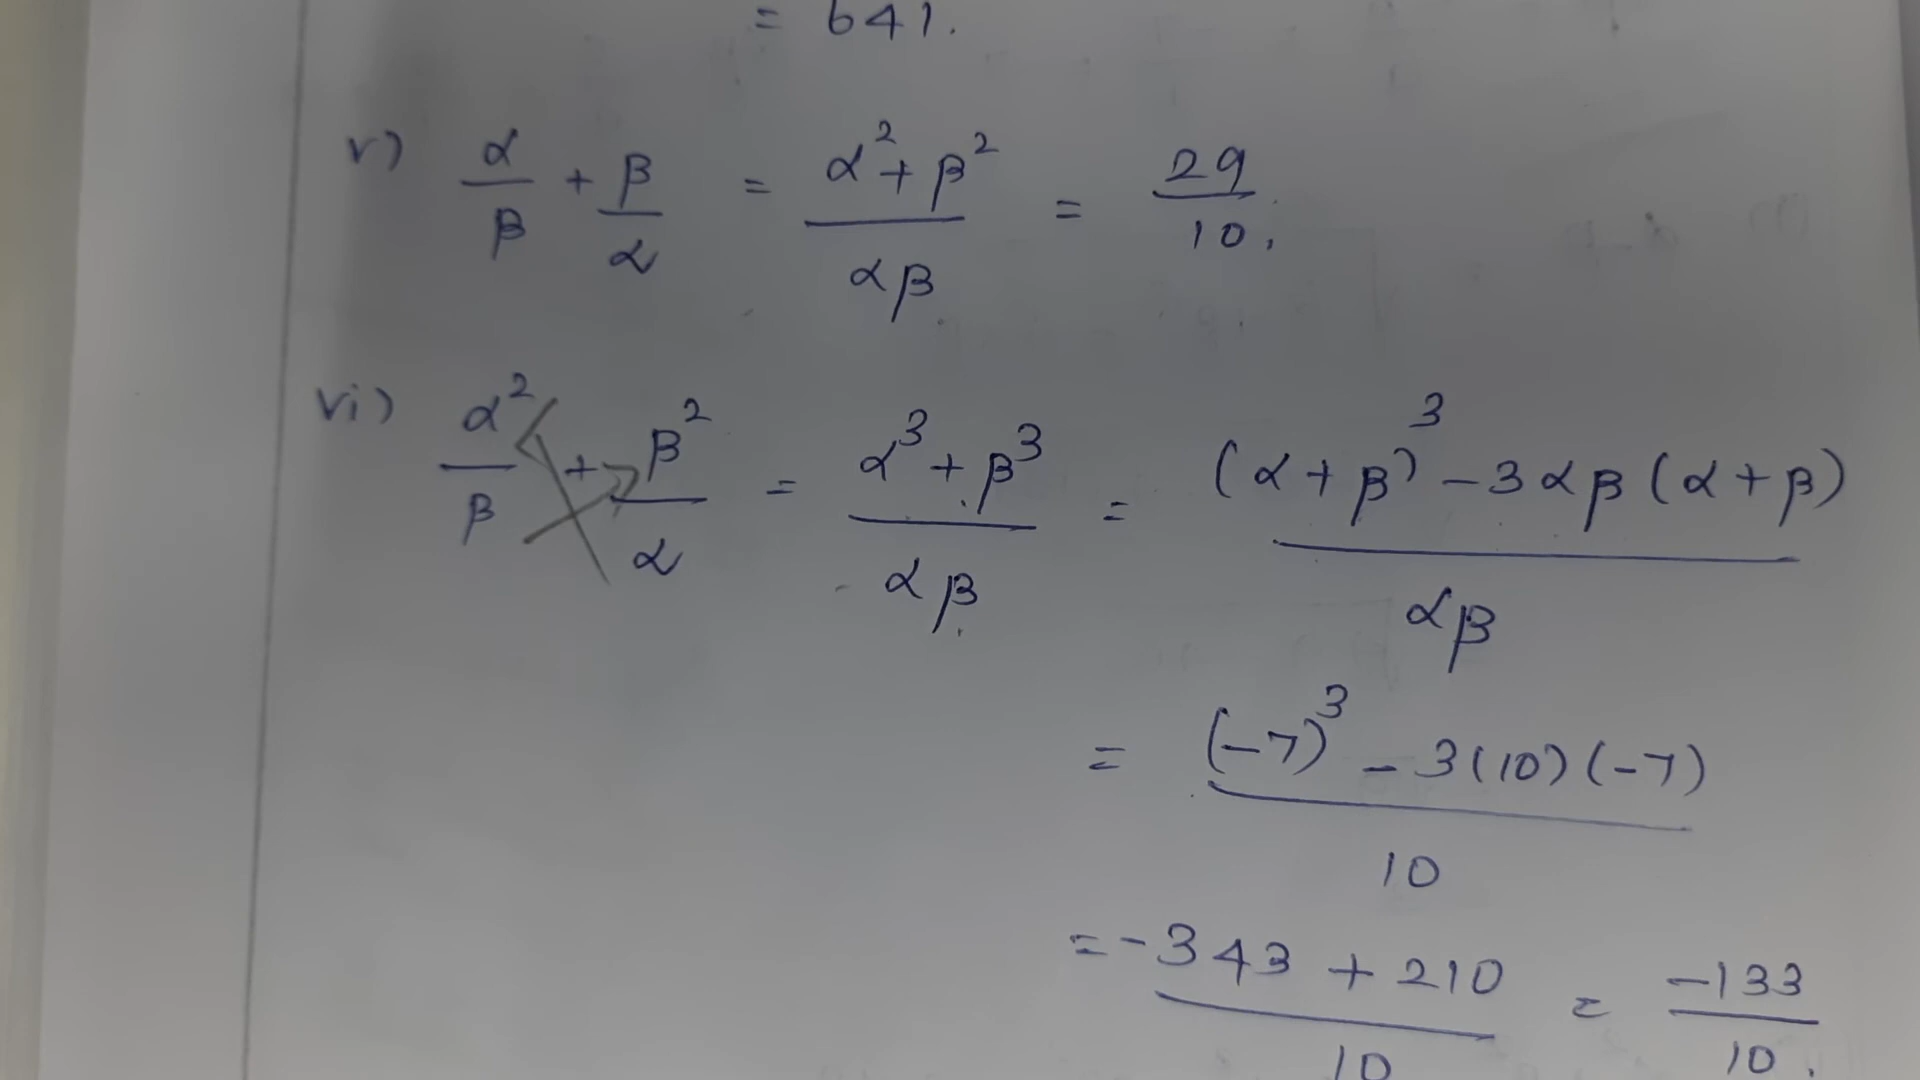 = 641.
v) α/β + β/α = (α² + β²)/αβ = 29/10.
vi) α²/β + β²/α = (α³ + β³)/αβ = ((α + β)³ - 3αβ(α + β))/αβ
= ((-7)³ - 3(10)(-7))/10
= (-343 + 210)/10 = -133/10.